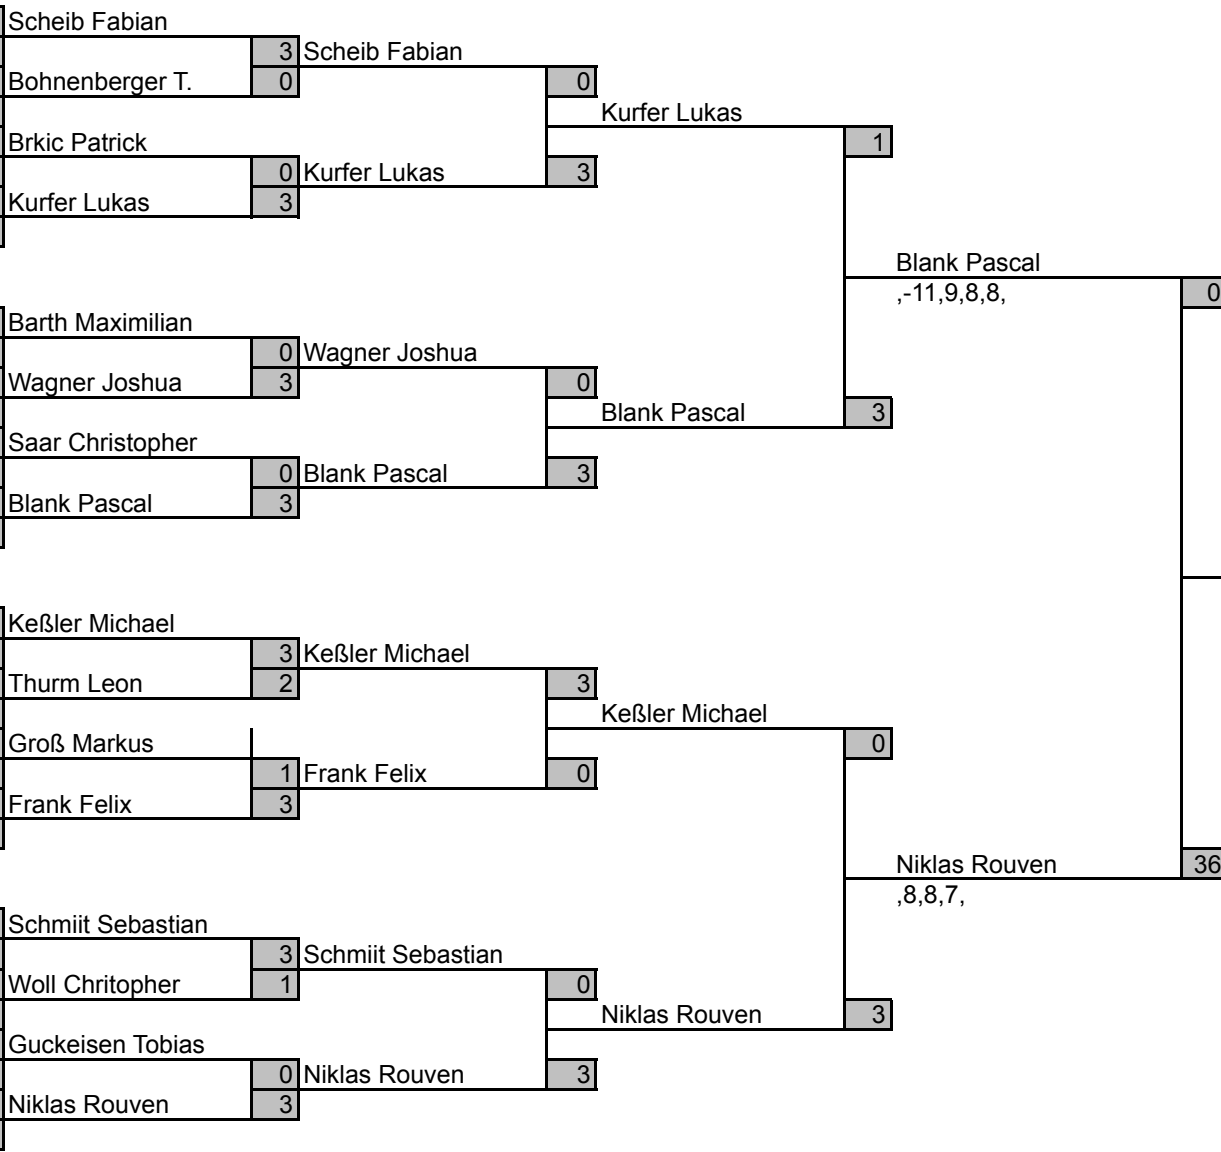 Scheib Fabian
3 Scheib Fabian
Bohnenberger T. 0
0
Kurfer Lukas
Brkic Patrick
1
0 Kurfer Lukas 3
Kurfer Lukas 3
Blank Pascal
,-11,9,8,8,
0
Barth Maximilian
0 Wagner Joshua
Wagner Joshua 3
0
Blank Pascal 3
Saar Christopher
0 Blank Pascal 3
Blank Pascal 3
Keßler Michael
3 Keßler Michael
Thurm Leon 2
3
Keßler Michael
Groß Markus
0
1 Frank Felix 0
Frank Felix 3
Niklas Rouven
36
,8,8,7,
Schmiit Sebastian
3 Schmiit Sebastian
Woll Chritopher 1
0
Niklas Rouven 3
Guckeisen Tobias
0 Niklas Rouven 3
Niklas Rouven 3